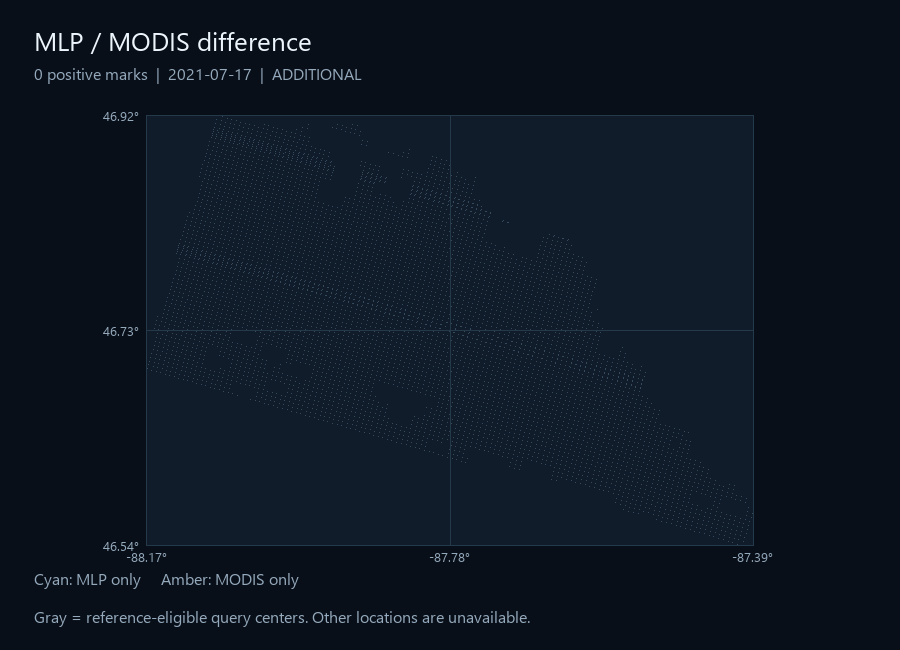 MLP / MODIS difference
0 positive marks | 2021-07-17 | ADDITIONAL
46.92°
46.73°
46.54°
-88.17° -87.78° -87.39°
Cyan: MLP only Amber: MODIS only
Gray = reference-eligible query centers. Other locations are unavailable.